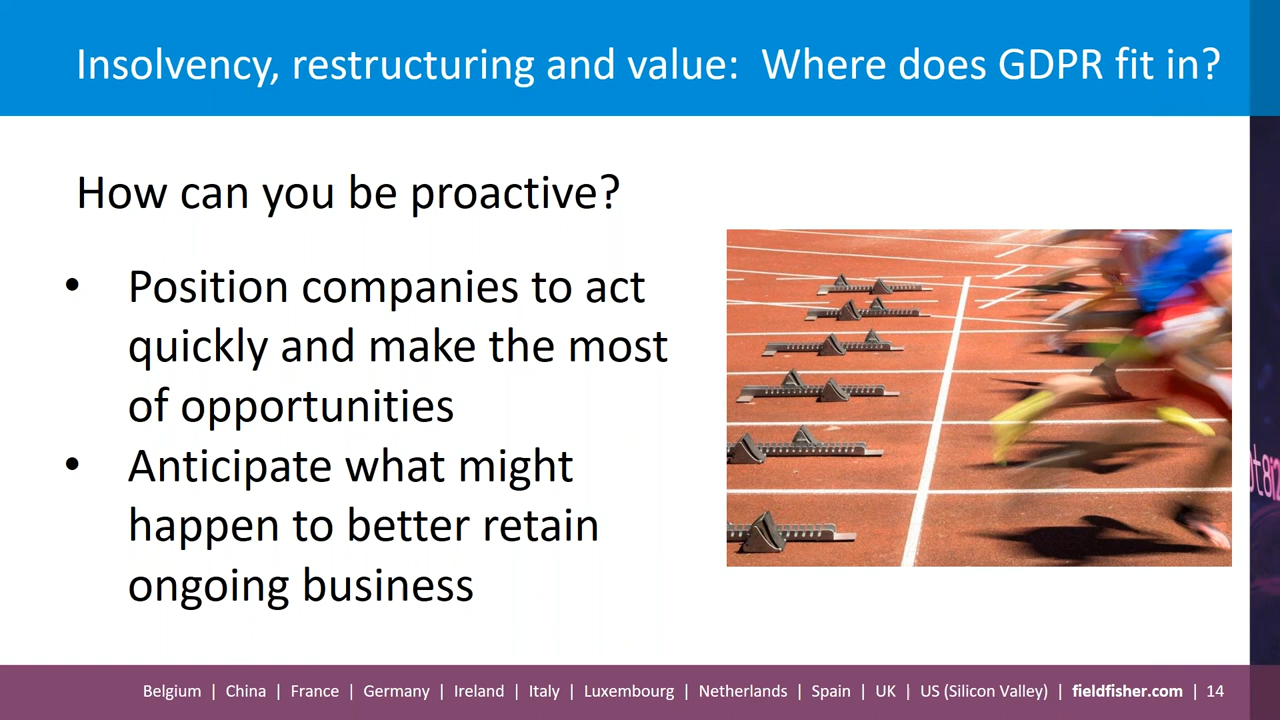 Insolvency, restructuring and value: Where does GDPR fit in?
How can you be proactive?
• Position companies to act
quickly and make the most
of opportunities
• Anticipate what might
happen to better retain
ongoing business
Belgium | China | France | Germany | Ireland | Italy | Luxembourg | Netherlands | Spain | UK | US (Silicon Valley) | fieldfisher.com | 14